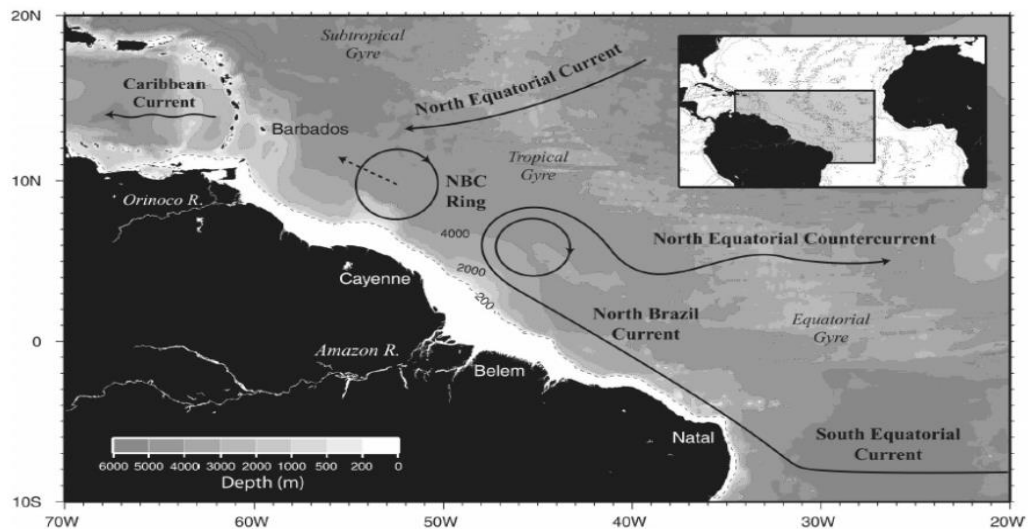 20N
Subtropical
Gyre
North Equatorial Current
Caribbean
Current
Barbados
Tropical
Gyre
10N
NBC
Ring
Orinoco R.
4000
North Equatorial Countercurrent
2000
Cayenne
200
North Brazil
Current
Equatorial
Gyre
0
Amazon R.
Belem
Natal
South Equatorial
Current
6000 5000 4000 3000 2000 1000 500 200 0
Depth (m)
10S
70W 60W 50W 40W 30W 20W